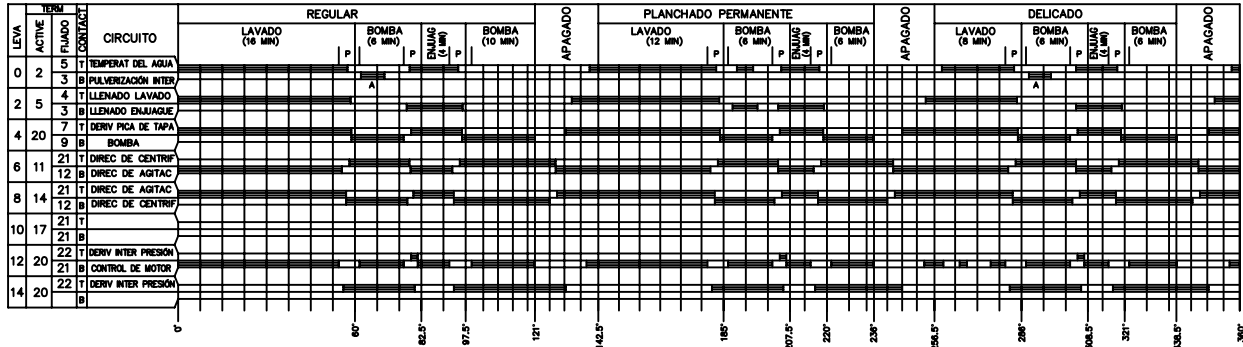 LEVA
TERM
ACTIVE
FIJADO
CONTACT
CIRCUITO
REGULAR
LAVADO
(16 MIN)
P
BOMBA
(6 MIN)
P
ENJUAG
(4 MIN)
P
BOMBA
(10 MIN)
APAGADO
PLANCHADO PERMANENTE
LAVADO
(12 MIN)
P
BOMBA
(6 MIN)
P
ENJUAG
(4 MIN)
P
BOMBA
(6 MIN)
APAGADO
DELICADO
LAVADO
(6 MIN)
P
BOMBA
(6 MIN)
P
ENJUAG
(4 MIN)
P
BOMBA
(6 MIN)
APAGADO
0 2 5 T TEMPERAT DEL AGUA
3 B PULVERIZACIÓN INTER
A
A
2 5 4 T LLENADO LAVADO
3 B LLENADO ENJUAGUE
4 20 7 T DERIV PICA DE TAPA
9 B BOMBA
6 11 21 T DIREC DE CENTRIF
12 B DIREC DE AGITAC
8 14 21 T DIREC DE AGITAC
12 B DIREC DE CENTRIF
10 17 21 T
21 B
12 20 22 T DERIV INTER PRESIÓN
21 B CONTROL DE MOTOR
14 20 22 T DERIV INTER PRESIÓN
B
0° 60° 82.5° 97.5° 121° 142.5° 185° 207.5° 220° 236° 256.5° 286° 308.5° 321° 338.5° 360°